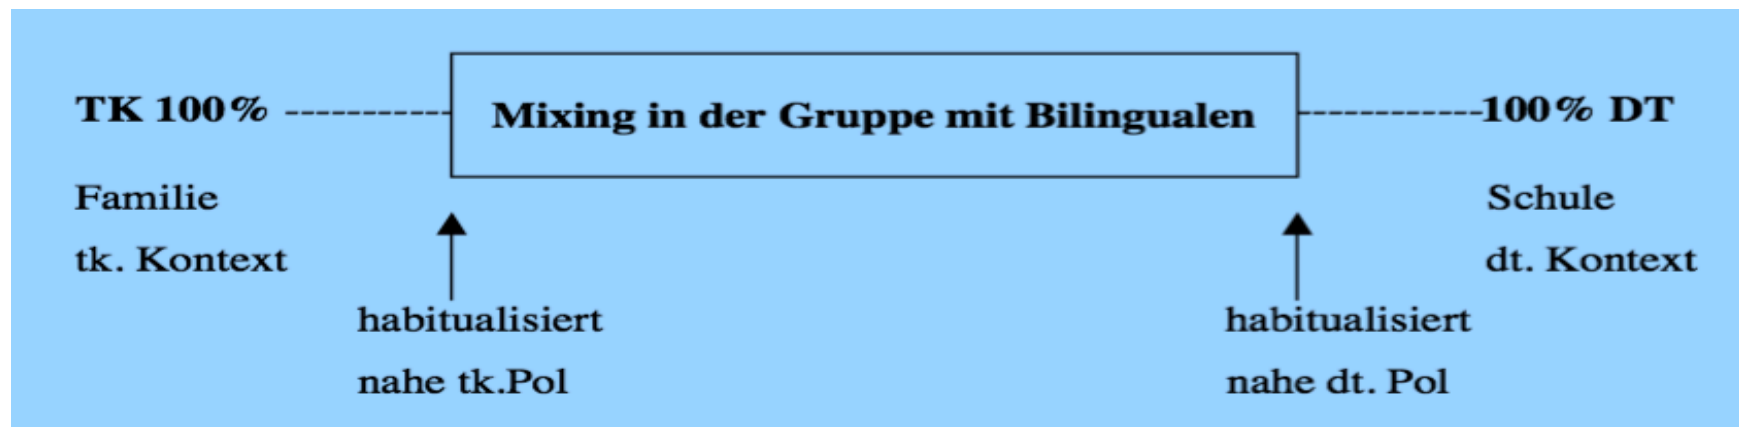 TK 100%
Mixing in der Gruppe mit Bilingualen
100% DT
Familie
tk. Kontext
Schule
dt. Kontext
habitualisiert
nahe tk.Pol
habitualisiert
nahe dt. Pol